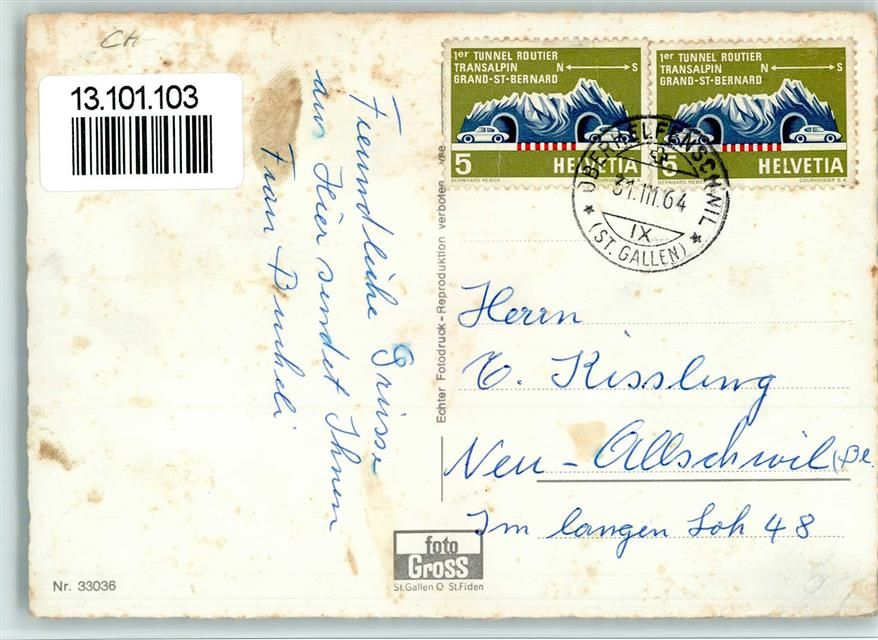 CH
13.101.103
1er TUNNEL ROUTIER
TRANSALPIN N S
GRAND-ST-BERNARD
5 HELVETIA
BERNHARD REBER
1er TUNNEL ROUTIER
TRANSALPIN N S
GRAND-ST-BERNARD
5 HELVETIA
COURVOISIER S.A.
OBERHELFENSCHWIL
31.III.64
IX
(ST. GALLEN)
Freundliche Grüsse
aus Hier sendet Ihnen
Frau Bucheli
Echter Fotodruck - Reproduktion verboten
Herrn
E. Kissling
Neu-Allschwil
Im langen Loh 48
foto
Gross
St.Gallen O St.Fiden
Nr. 33036